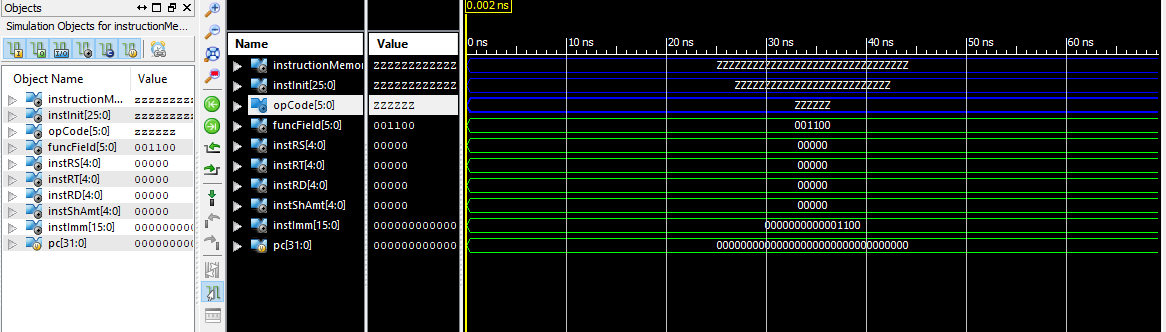 Objects
Simulation Objects for instructionMe...
Object Name Value
instructionM... ZZZZZZZZZ
instInit[25:0] ZZZZZZZZZ
opCode[5:0] ZZZZZZ
funcField[5:0] 001100
instRS[4:0] 00000
instRT[4:0] 00000
instRD[4:0] 00000
instShAmt[4:0] 00000
instImm[15:0] 000000000
pc[31:0] 000000000
0.002 ns
Name Value
0 ns 10 ns 20 ns 30 ns 40 ns 50 ns 60 ns
instructionMemor ZZZZZZZZZZZZ ZZZZZZZZZZZZZZZZZZZZZZZZZZZZZZZZ
instInit[25:0] ZZZZZZZZZZZZ ZZZZZZZZZZZZZZZZZZZZZZZZZZ
opCode[5:0] ZZZZZZ ZZZZZZ
funcField[5:0] 001100 001100
instRS[4:0] 00000 00000
instRT[4:0] 00000 00000
instRD[4:0] 00000 00000
instShAmt[4:0] 00000 00000
instImm[15:0] 000000000000 0000000000001100
pc[31:0] 000000000000 00000000000000000000000000000000